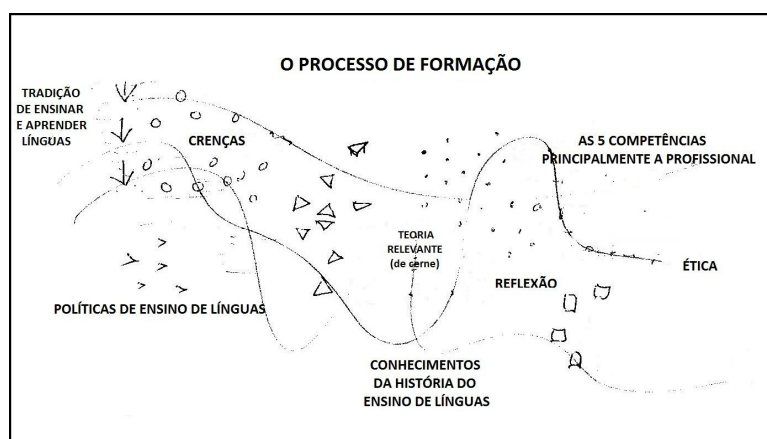 O PROCESSO DE FORMAÇÃO
TRADIÇÃO
DE ENSINAR
E APRENDER
LÍNGUAS
CRENÇAS
AS 5 COMPETÊNCIAS
PRINCIPALMENTE A PROFISSIONAL
TEORIA
RELEVANTE
(de cerne)
ÉTICA
REFLEXÃO
POLÍTICAS DE ENSINO DE LÍNGUAS
CONHECIMENTOS
DA HISTÓRIA DO
ENSINO DE LÍNGUAS